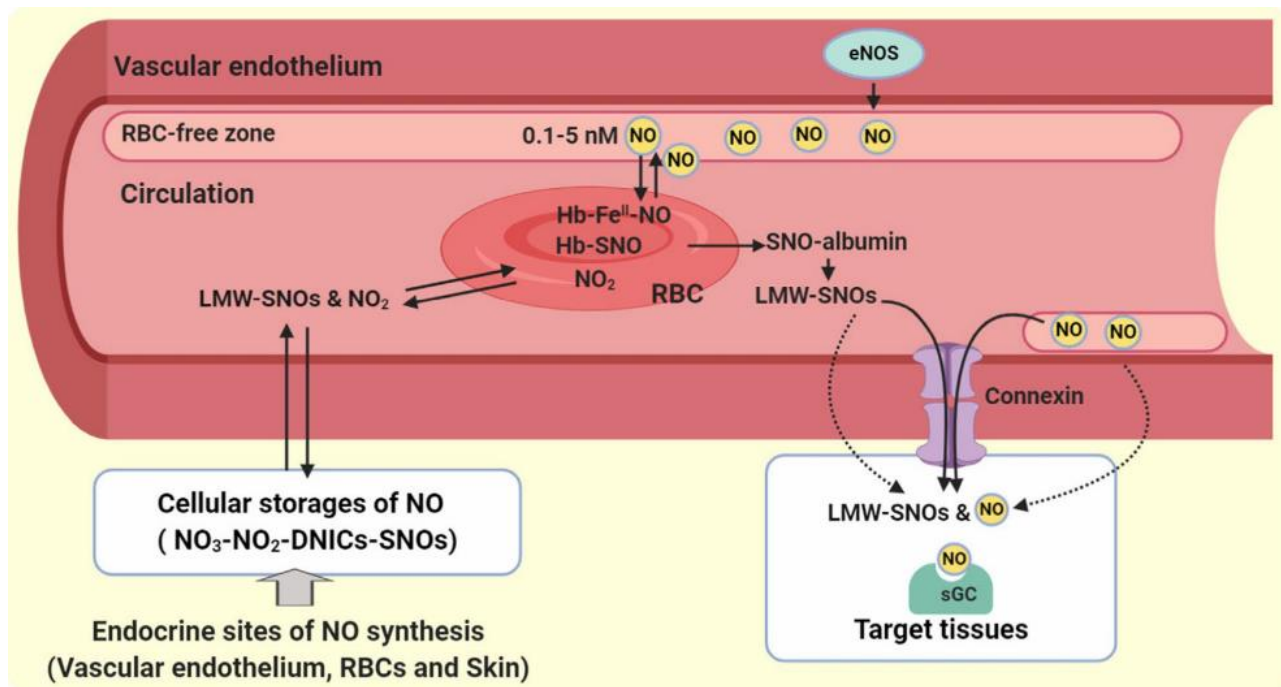 Vascular endothelium
eNOS
RBC-free zone
0.1-5 nM NO
NO
NO
NO
NO
Circulation
Hb-Feᴵᴵ-NO
Hb-SNO
NO₂
RBC
SNO-albumin
LMW-SNOs & NO₂
LMW-SNOs
NO
NO
Connexin
Cellular storages of NO
( NO₃-NO₂-DNICs-SNOs)
LMW-SNOs & NO
NO
sGC
Target tissues
Endocrine sites of NO synthesis
(Vascular endothelium, RBCs and Skin)